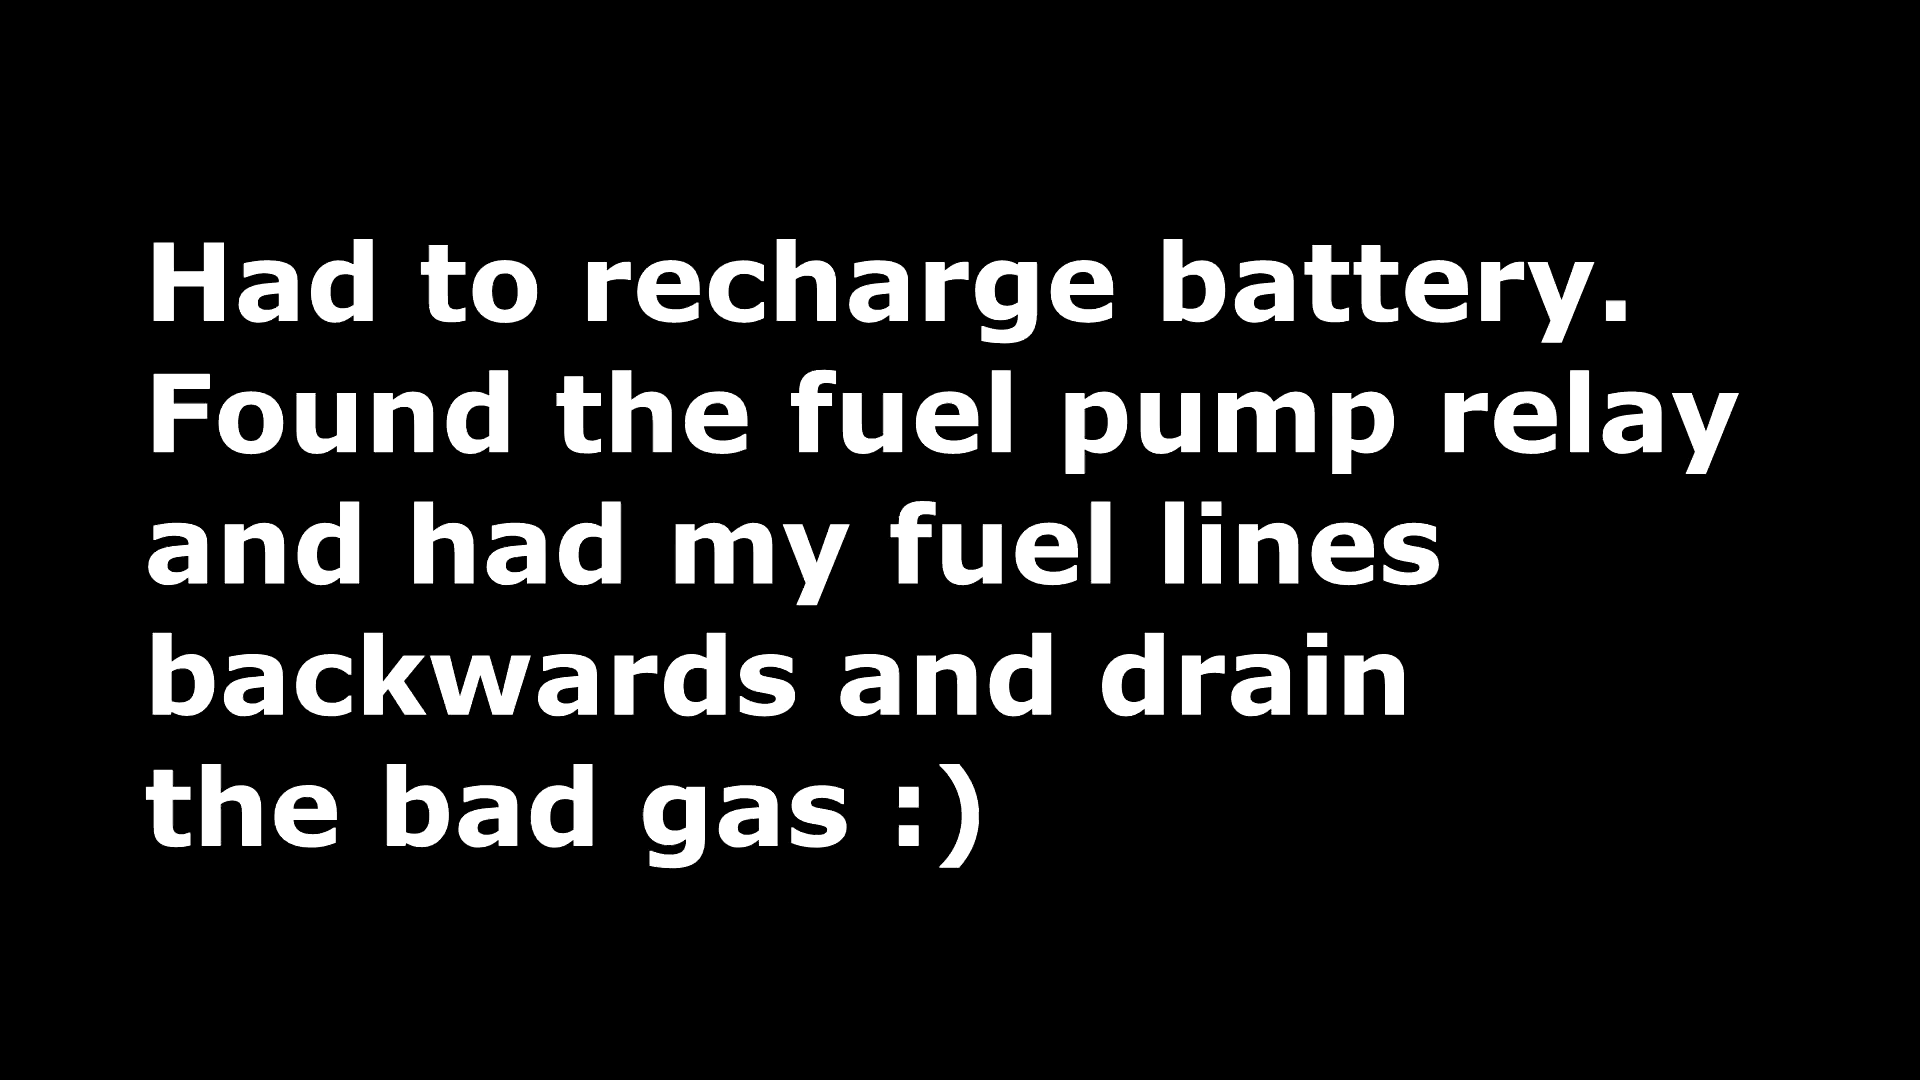 Had to recharge battery.
Found the fuel pump relay
and had my fuel lines
backwards and drain
the bad gas :)